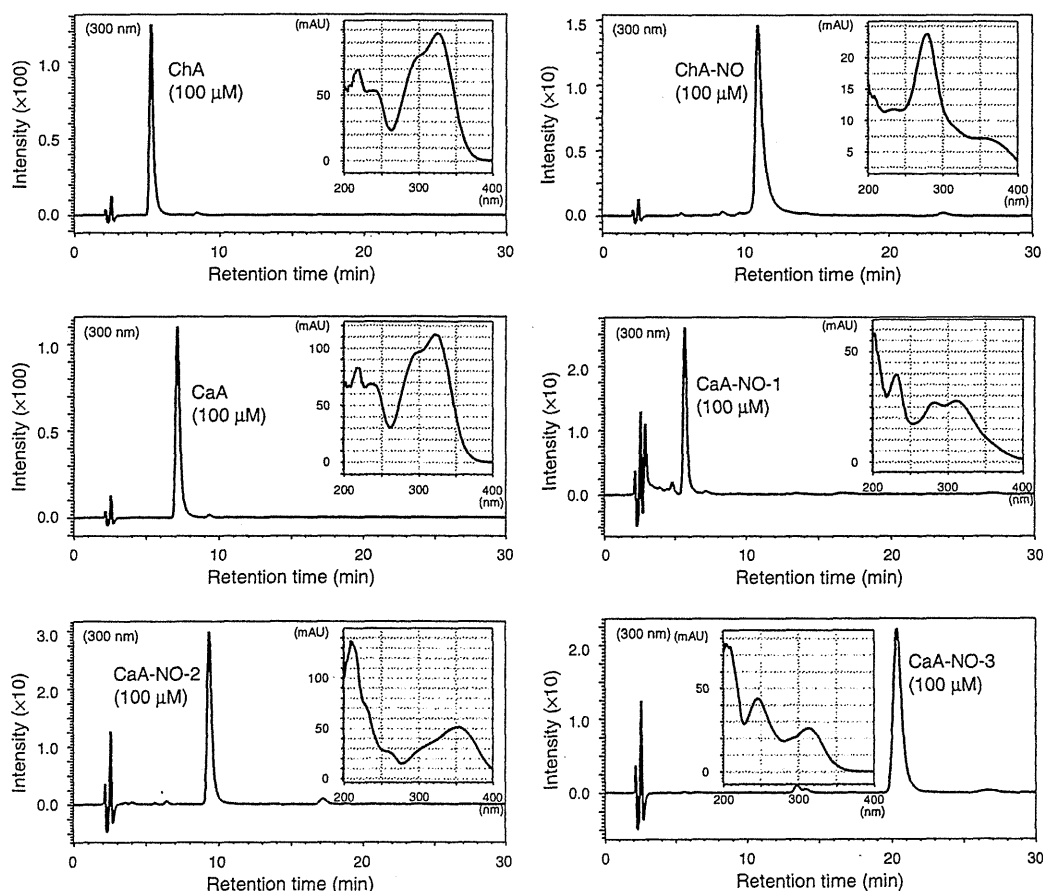 (300 nm)
(mAU)
ChA
(100 µM)
Intensity (×100)
1.0
0.5
0.0
50
0
200
300
400
(nm)
0
10
20
30
Retention time (min)
(300 nm)
(mAU)
ChA-NO
(100 µM)
Intensity (×10)
1.5
1.0
0.5
0.0
25
20
15
10
5
200
300
400
(nm)
0
10
20
30
Retention time (min)
(300 nm)
(mAU)
CaA
(100 µM)
Intensity (×100)
1.0
0.5
0.0
100
50
0
200
300
400
(nm)
0
10
20
30
Retention time (min)
(300 nm)
(mAU)
CaA-NO-1
(100 µM)
Intensity (×10)
2.0
1.0
0.0
50
0
200
300
400
(nm)
0
10
20
30
Retention time (min)
(300 nm)
(mAU)
CaA-NO-2
(100 µM)
Intensity (×10)
3.0
2.0
1.0
0.0
100
50
0
200
300
400
(nm)
0
10
20
30
Retention time (min)
(300 nm)
(mAU)
CaA-NO-3
(100 µM)
Intensity (×10)
2.0
1.0
0.0
50
0
200
300
400
(nm)
0
10
20
30
Retention time (min)